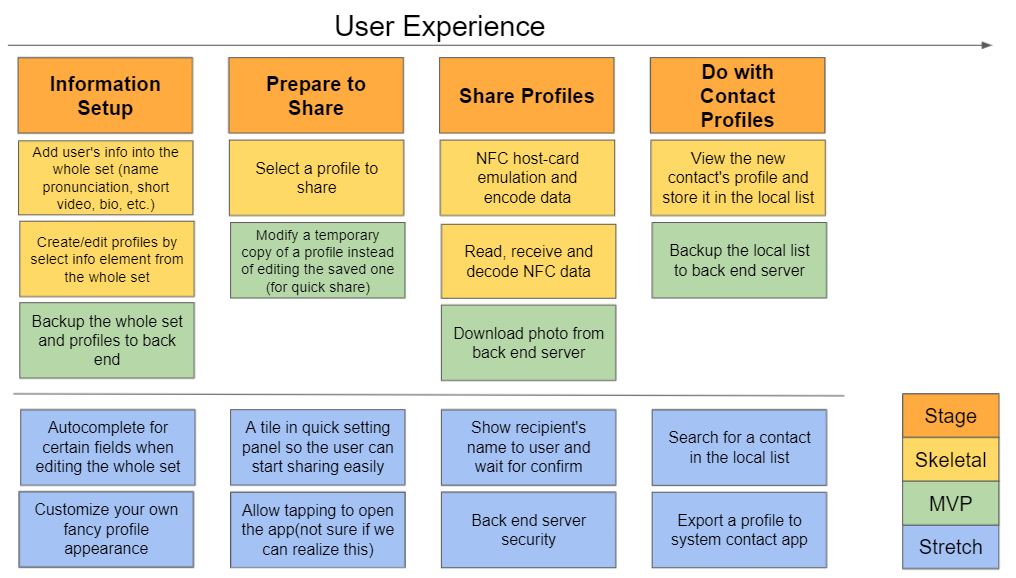 User Experience
Information
Setup
Add user's info into the
whole set (name
pronunciation, short
video, bio, etc.)
Create/edit profiles by
select info element from
the whole set
Backup the whole set
and profiles to back
end
Autocomplete for
certain fields when
editing the whole set
Customize your own
fancy profile
appearance
Prepare to
Share
Select a profile to
share
Modify a temporary
copy of a profile instead
of editing the saved one
(for quick share)
A tile in quick setting
panel so the user can
start sharing easily
Allow tapping to open
the app(not sure if we
can realize this)
Share Profiles
NFC host-card
emulation and
encode data
Read, receive and
decode NFC data
Download photo from
back end server
Show recipient's
name to user and
wait for confirm
Back end server
security
Do with
Contact
Profiles
View the new
contact's profile and
store it in the local list
Backup the local list
to back end server
Search for a contact
in the local list
Export a profile to
system contact app
Stage
Skeletal
MVP
Stretch